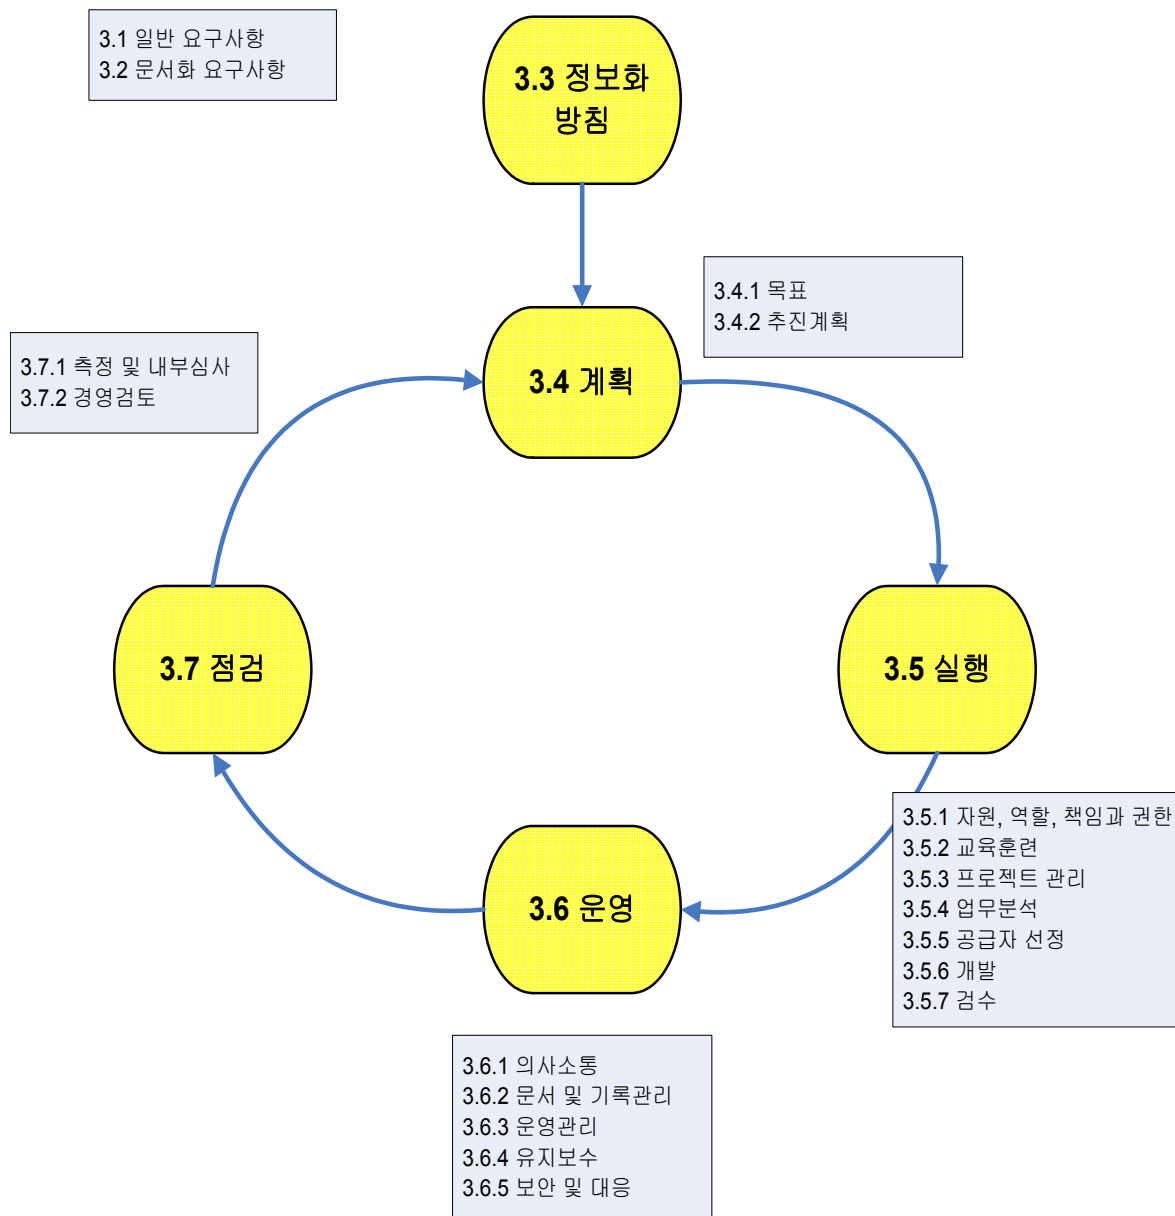 3.1 일반 요구사항
3.2 문서화 요구사항
3.3 정보화
방침
3.4.1 목표
3.4.2 추진계획
3.7.1 측정 및 내부심사
3.7.2 경영검토
3.4 계획
3.7 점검
3.5 실행
3.5.1 자원, 역할, 책임과 권한
3.5.2 교육훈련
3.5.3 프로젝트 관리
3.5.4 업무분석
3.5.5 공급자 선정
3.5.6 개발
3.5.7 검수
3.6 운영
3.6.1 의사소통
3.6.2 문서 및 기록관리
3.6.3 운영관리
3.6.4 유지보수
3.6.5 보안 및 대응